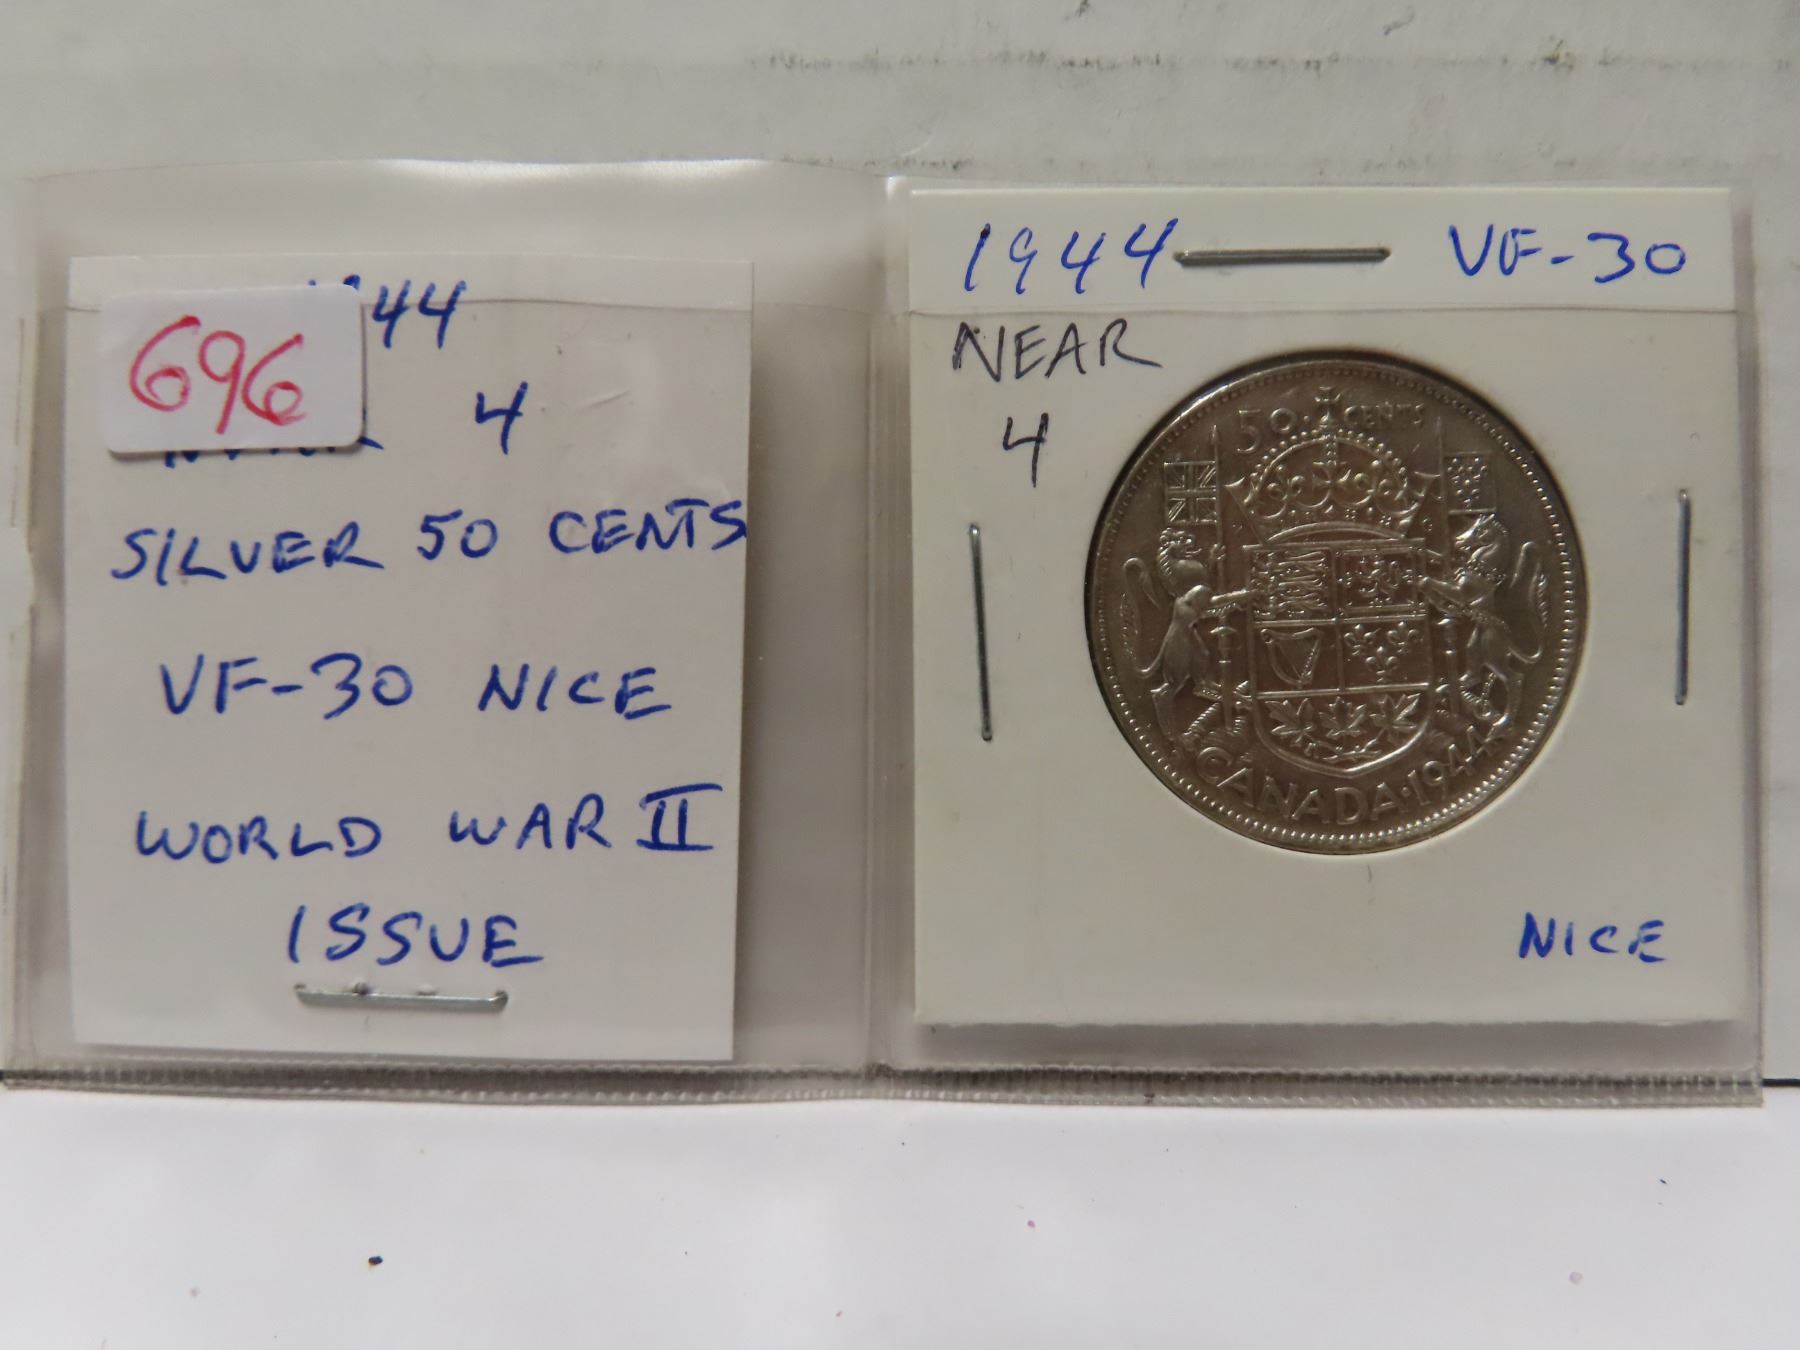 696
44
4
SILVER 50 CENTS
VF-30 NICE
WORLD WAR II
ISSUE
1944 VF-30
NEAR
4
50 CENTS
CANADA·1944
NICE